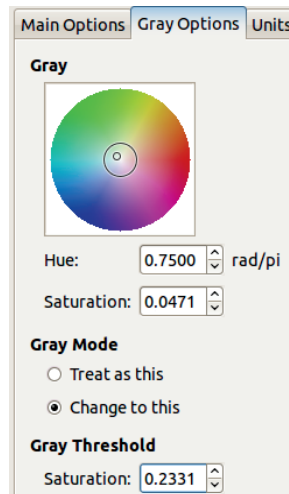 Main Options Gray Options Units
Gray
Hue: 0.7500 rad/pi
Saturation: 0.0471
Gray Mode
Treat as this
Change to this
Gray Threshold
Saturation: 0.2331